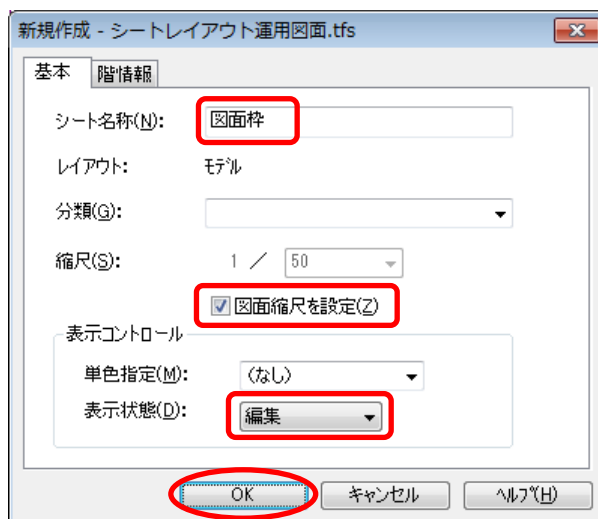 新規作成 - シートレイアウト運用図面.tfs
基本 階情報
シート名称(N): 図面枠
レイアウト: モデル
分類(G):
縮尺(S): 1 / 50
図面縮尺を設定(Z)
表示コントロール
単色指定(M): (なし)
表示状態(D): 編集
OK キャンセル ヘルプ(H)